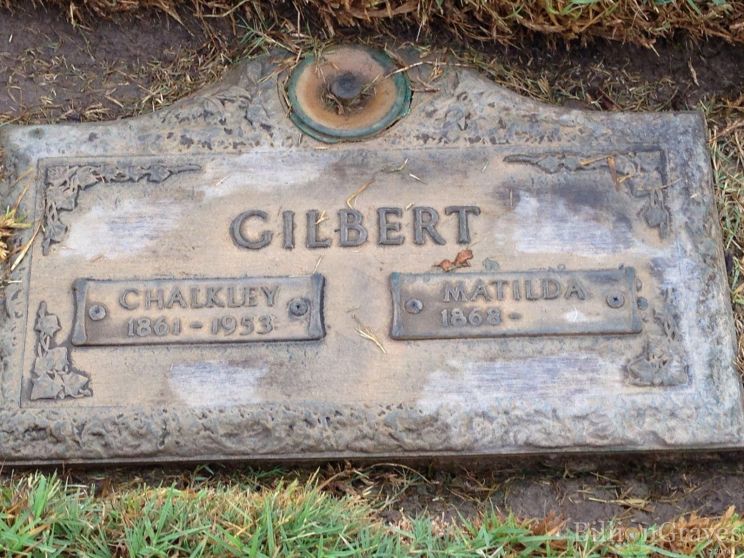 GILBERT
CHALKLEY
1861 - 1953
MATILDA
1868 -
BillionGraves